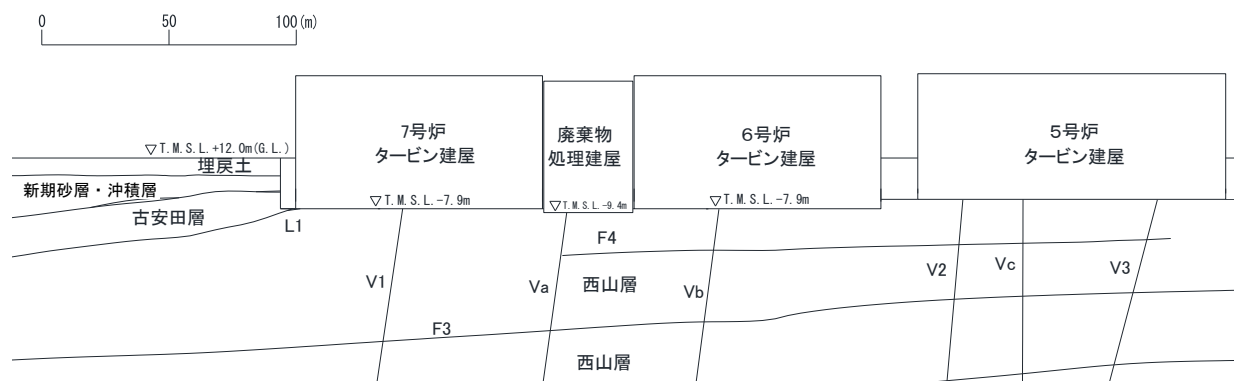 0 50 100(m)
7号炉
タービン建屋
廃棄物
処理建屋
6号炉
タービン建屋
5号炉
タービン建屋
▽T.M.S.L.+12.0m(G.L.)
埋戻土
新期砂層・沖積層
古安田層
▽T.M.S.L.-7.9m
▽T.M.S.L.-9.4m
▽T.M.S.L.-7.9m
L1
F4
V1
Va
西山層
Vb
V2
Vc
V3
F3
西山層